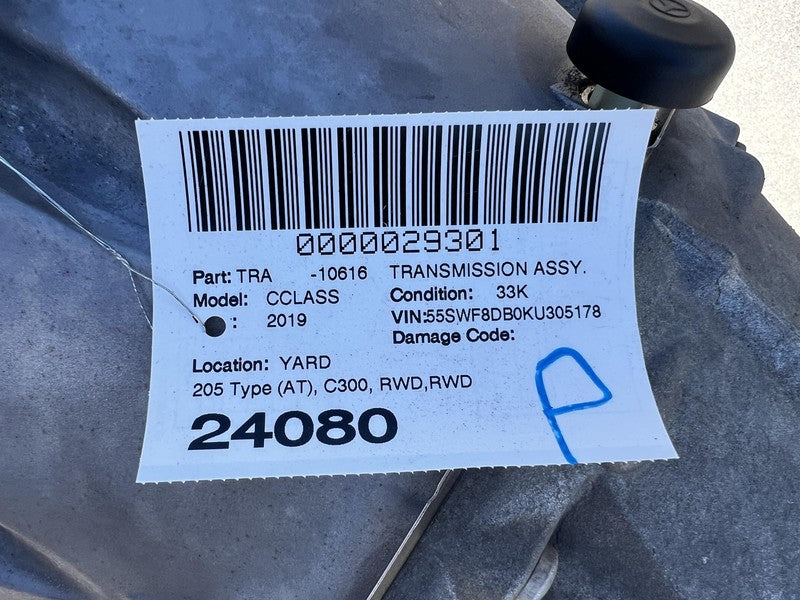 0000029301
Part: TRA -10616 TRANSMISSION ASSY.
Model: CCLASS Condition: 33K
: 2019 VIN:55SWF8DB0KU305178
Damage Code:
Location: YARD
205 Type (AT), C300, RWD,RWD
24080
P